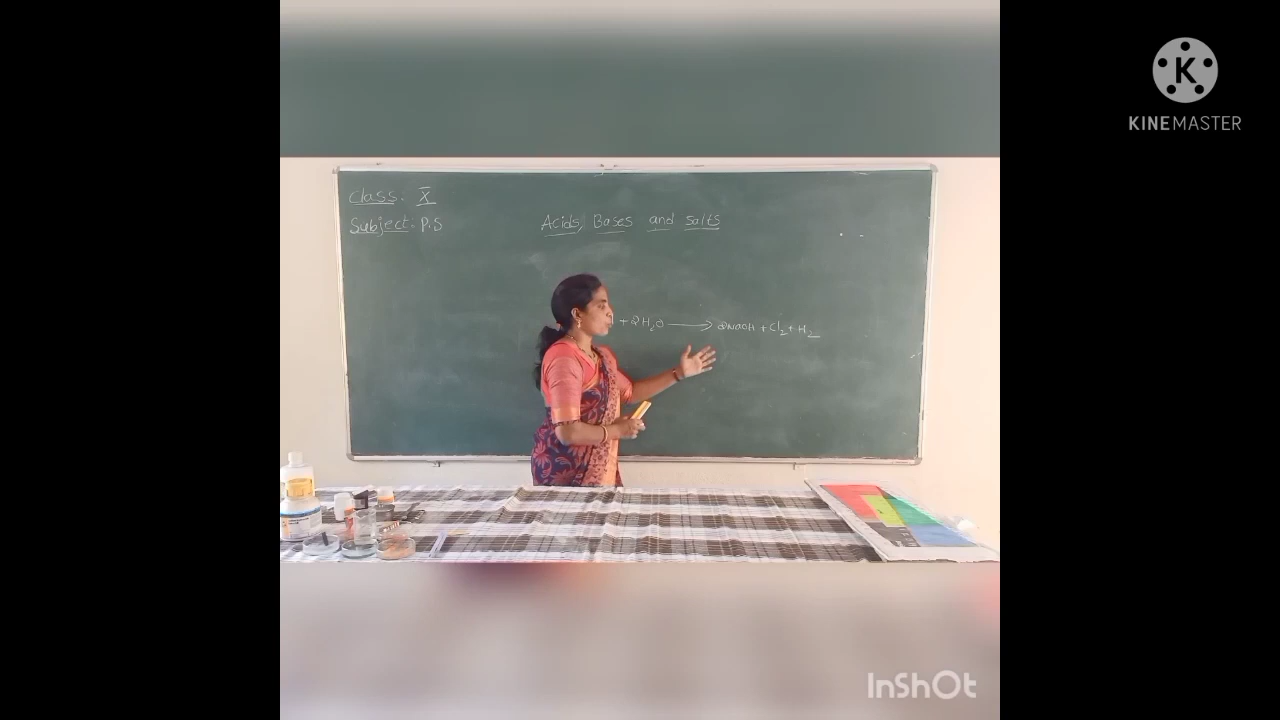 KINEMASTER
Class: X
Subject: P.S
Acids, Bases and Salts
+ 2H₂O ⟶ 2NaOH + Cl₂ + H₂
InShOt